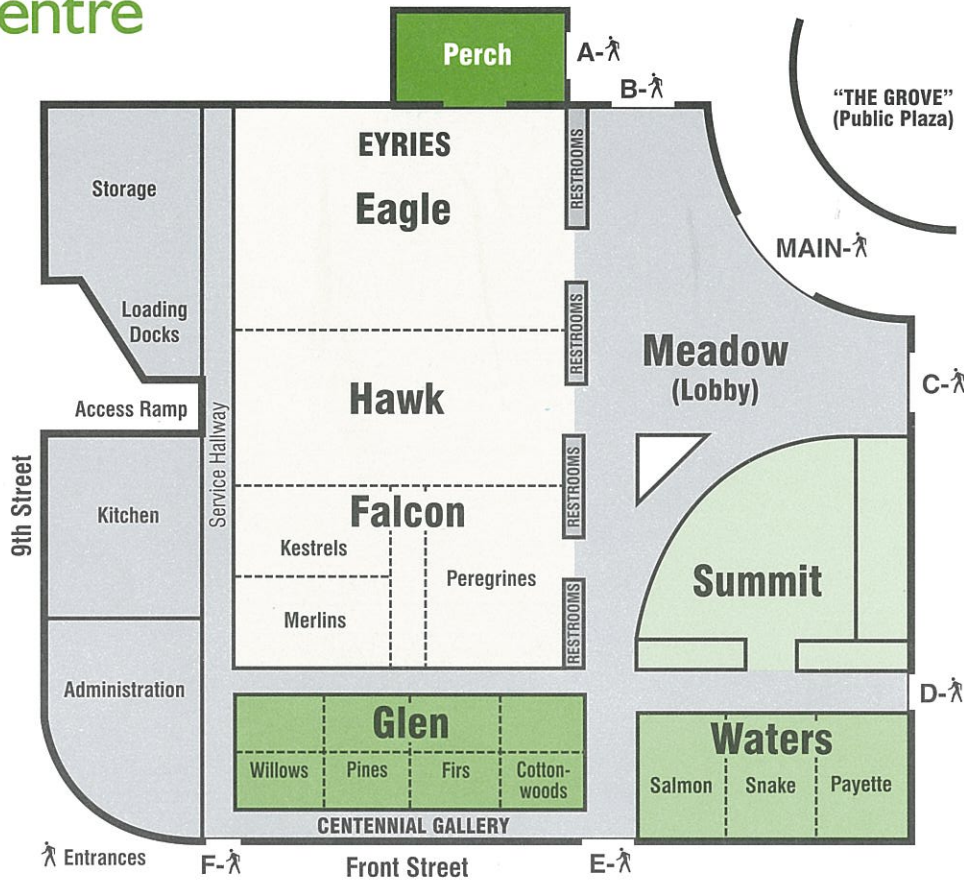 entre
Perch
A-
B-
"THE GROVE"
(Public Plaza)
EYRIES
RESTROOMS
Storage
Eagle
MAIN-
Loading
Docks
RESTROOMS
Meadow
(Lobby)
C-
Hawk
Access Ramp
Service Hallway
9th Street
RESTROOMS
Falcon
Kitchen
Kestrels
Peregrines
Summit
Merlins
RESTROOMS
Administration
D-
Glen
Waters
Willows
Pines
Firs
Cotton-
woods
Salmon
Snake
Payette
CENTENNIAL GALLERY
Entrances
F-
Front Street
E-